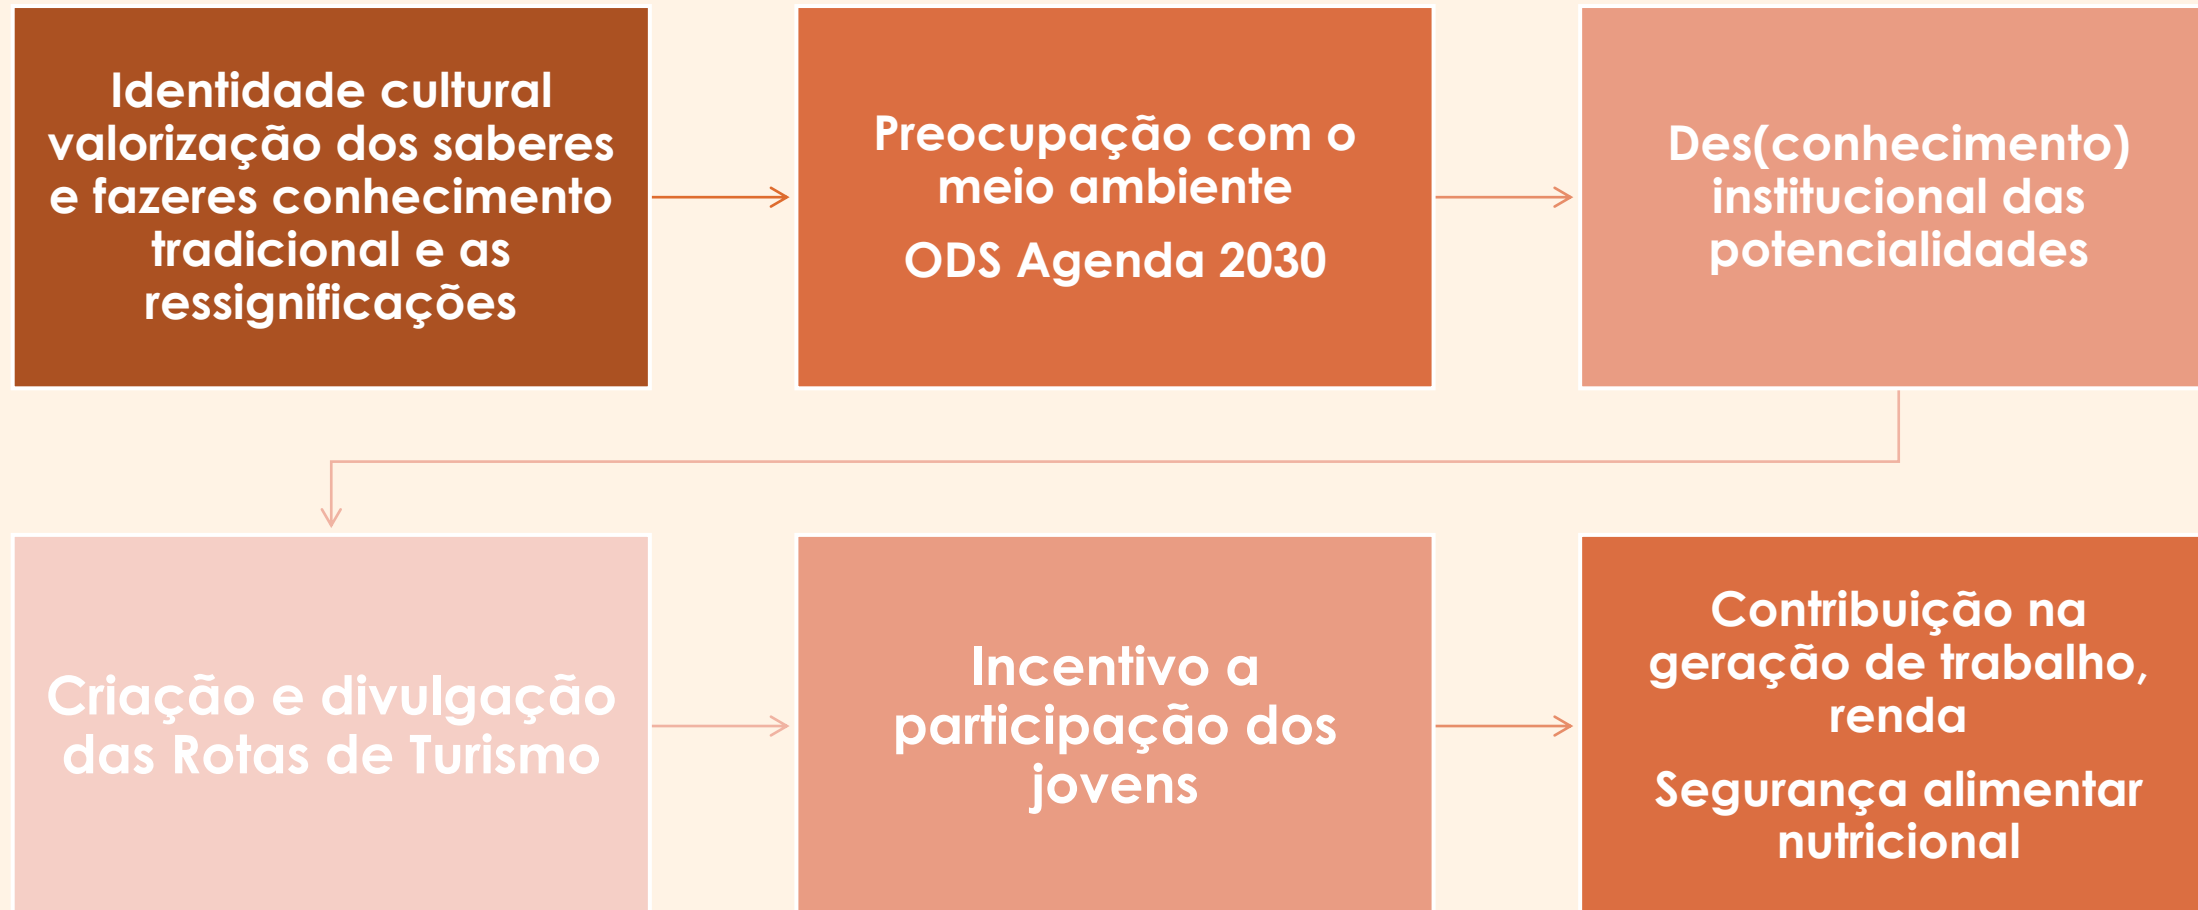 Identidade cultural
valorização dos saberes
e fazeres conhecimento
tradicional e as
ressignificações
Preocupação com o
meio ambiente
ODS Agenda 2030
Des(conhecimento)
institucional das
potencialidades
Criação e divulgação
das Rotas de Turismo
Incentivo a
participação dos
jovens
Contribuição na
geração de trabalho,
renda
Segurança alimentar
nutricional